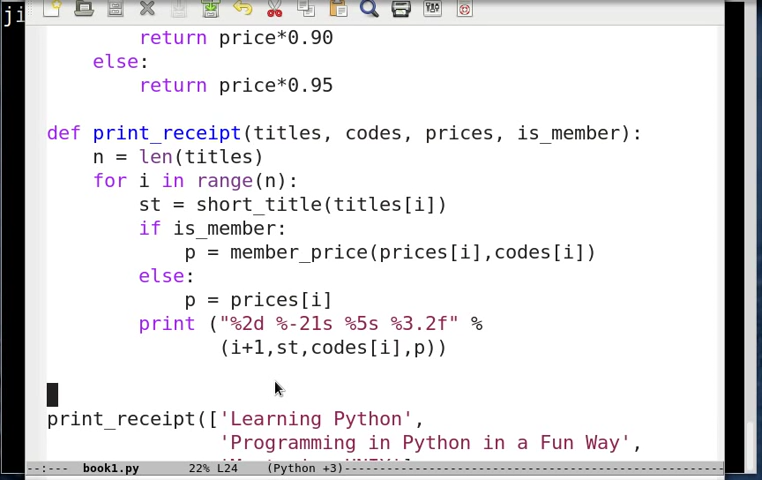 ji
return price*0.90
else:
return price*0.95
def print_receipt(titles, codes, prices, is_member):
n = len(titles)
for i in range(n):
st = short_title(titles[i])
if is_member:
p = member_price(prices[i],codes[i])
else:
p = prices[i]
print ("%2d %-21s %5s %3.2f" %
(i+1,st,codes[i],p))
print_receipt(['Learning Python',
'Programming in Python in a Fun Way',
--:--- book1.py 22% L24 (Python +3)